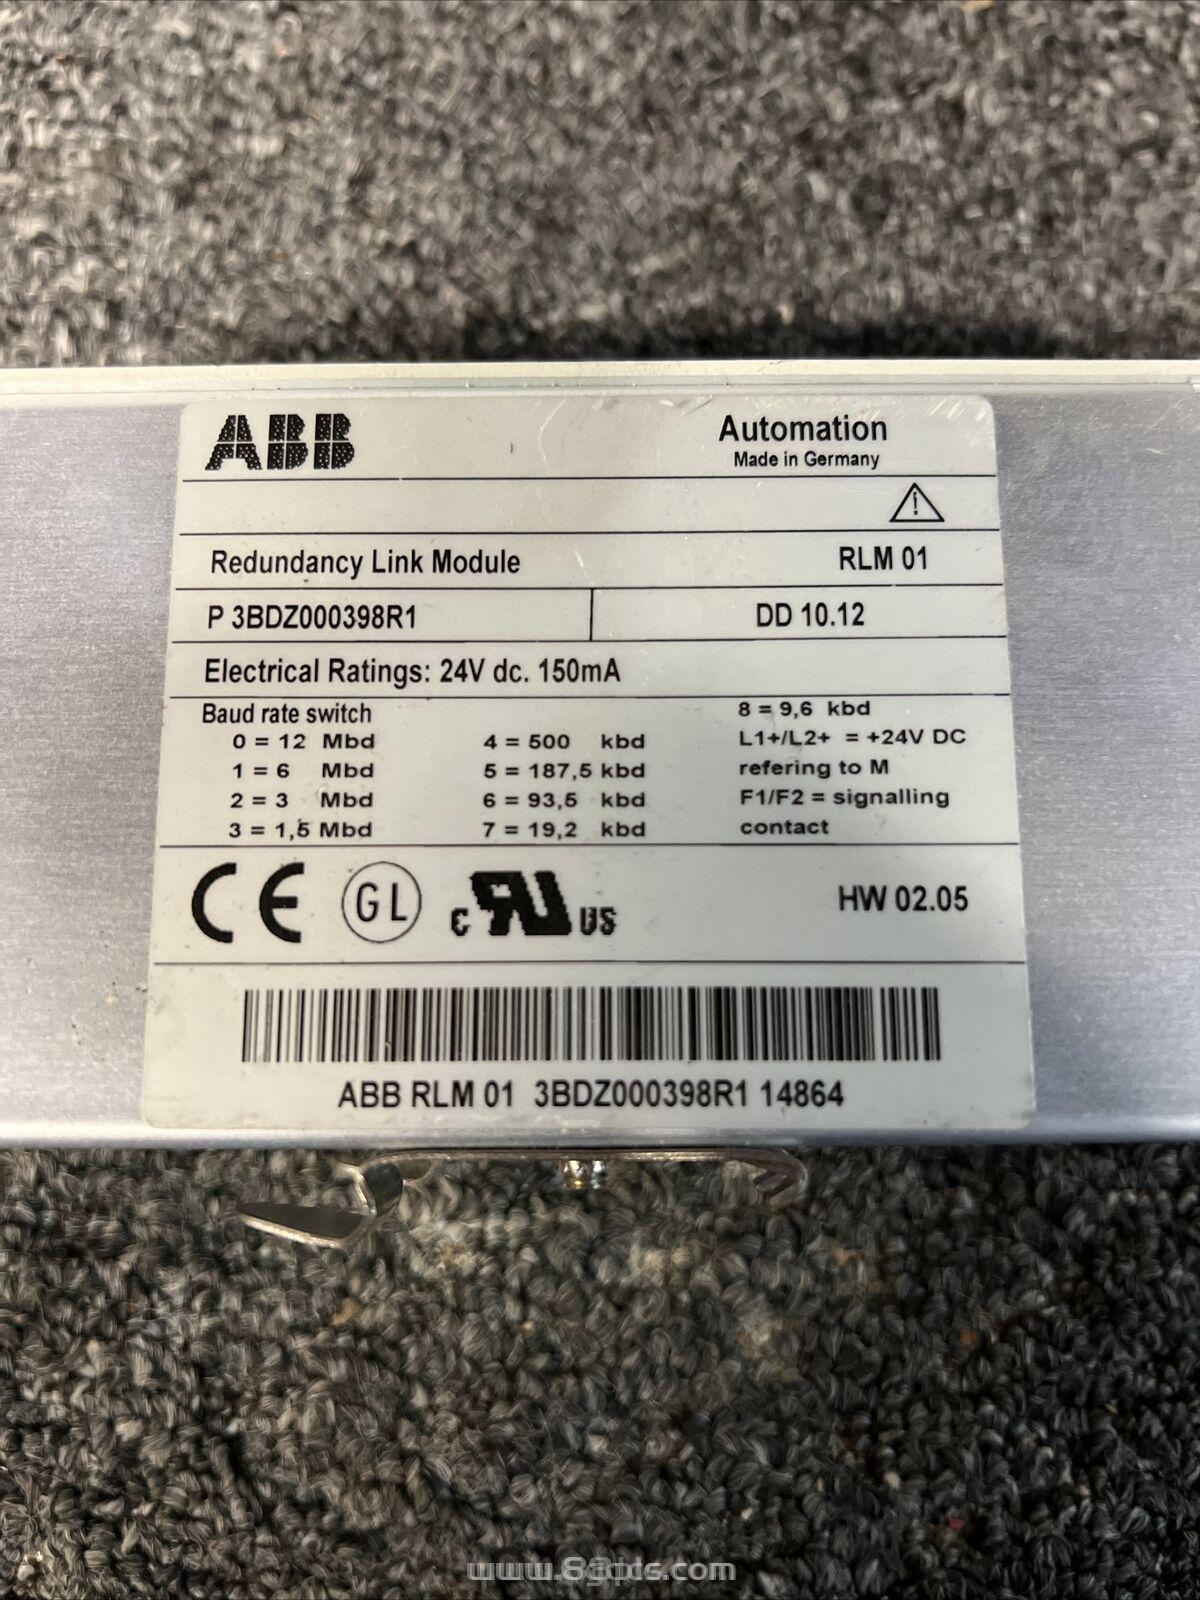 ABB Automation
Made in Germany
Redundancy Link Module RLM 01
P 3BDZ000398R1 DD 10.12
Electrical Ratings: 24V dc. 150mA
Baud rate switch 8 = 9,6 kbd
0 = 12 Mbd 4 = 500 kbd L1+/L2+ = +24V DC
1 = 6 Mbd 5 = 187,5 kbd refering to M
2 = 3 Mbd 6 = 93,5 kbd F1/F2 = signalling
3 = 1,5 Mbd 7 = 19,2 kbd contact
CE GL c RU US HW 02.05
ABB RLM 01 3BDZ000398R1 14864